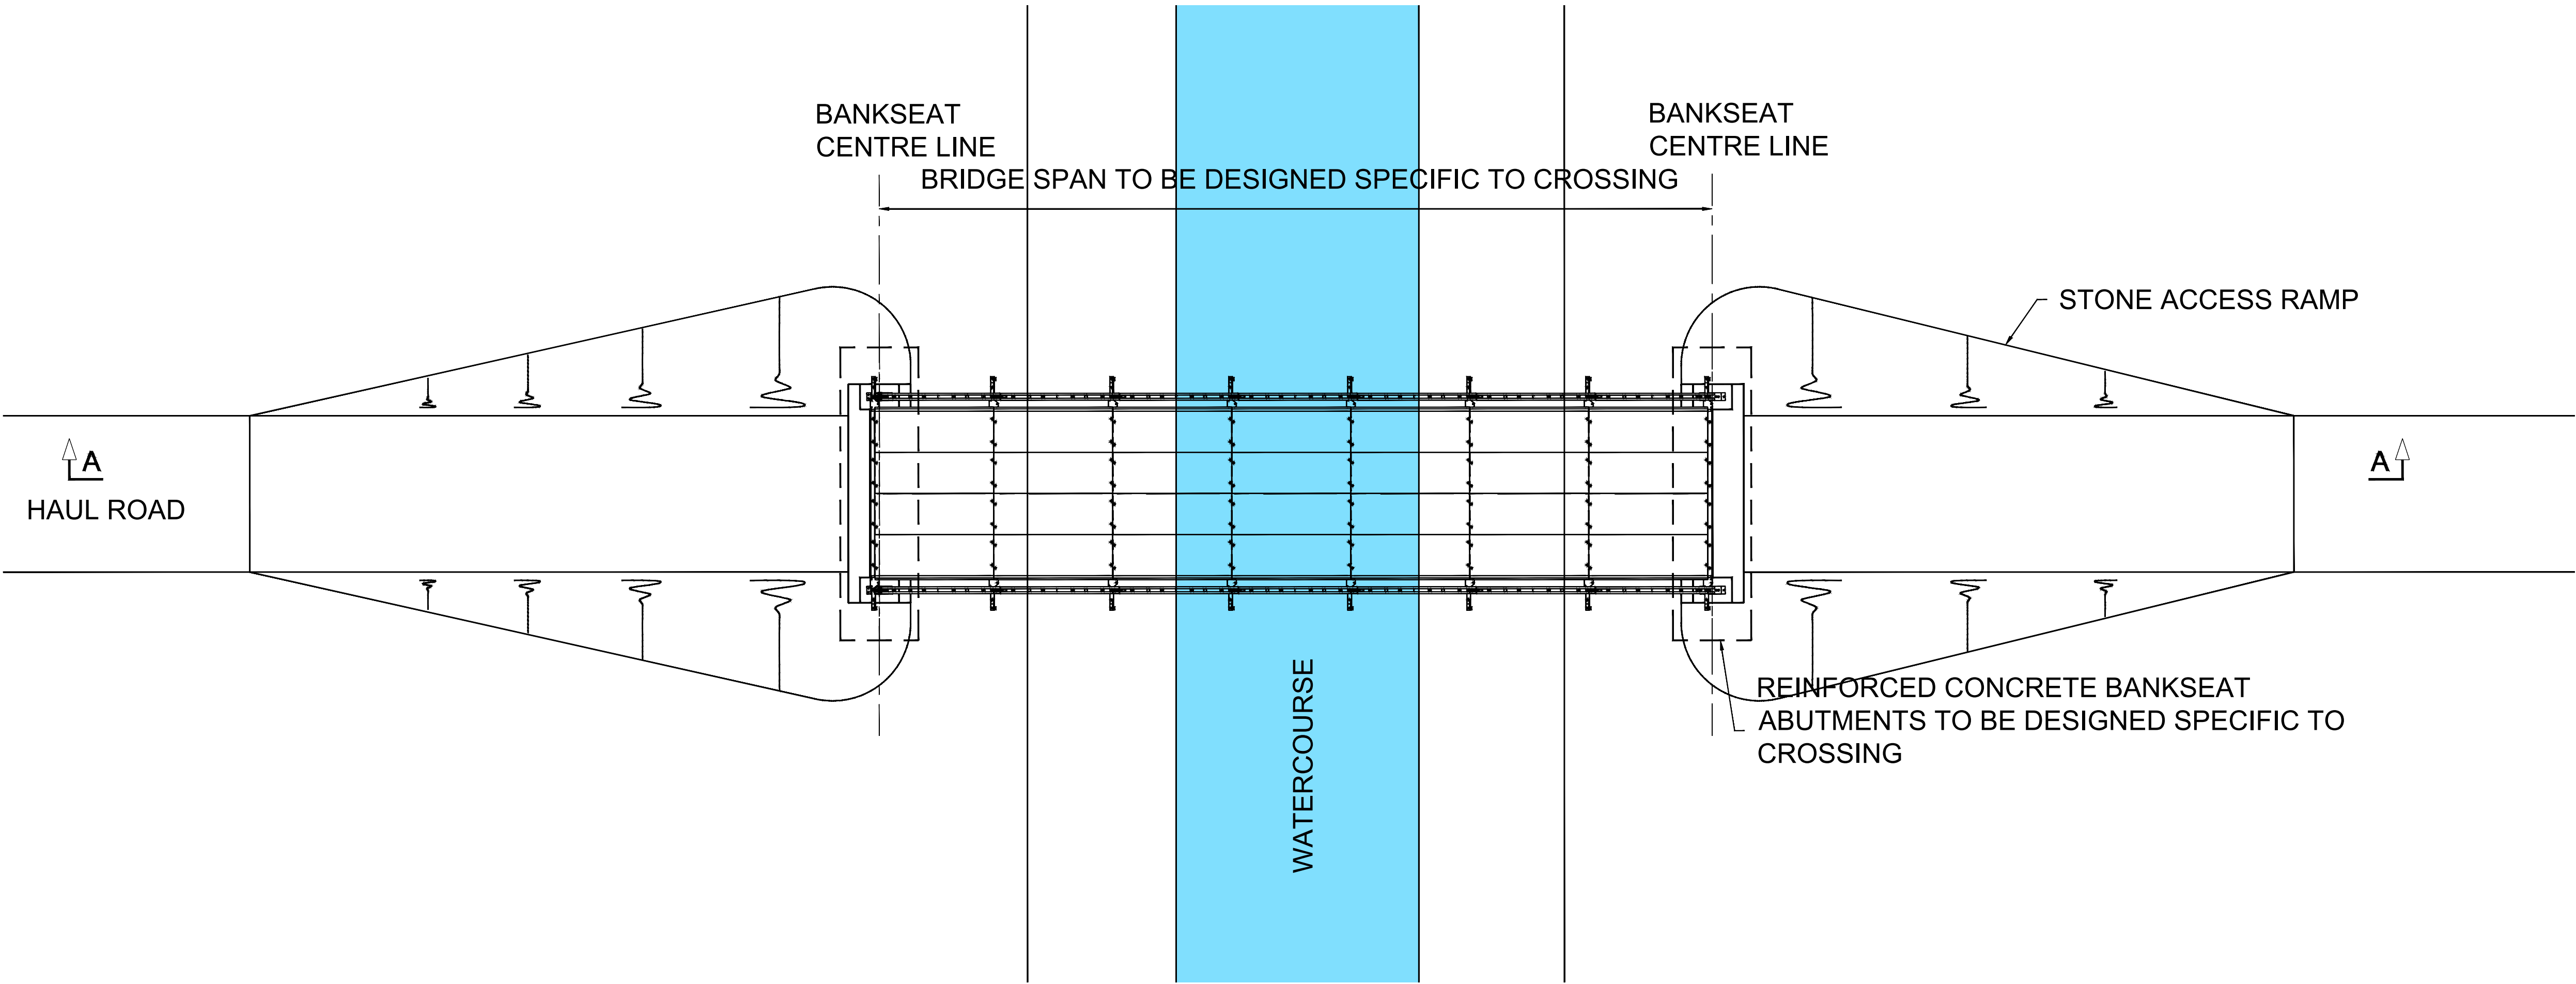 BANKSEAT
CENTRE LINE
BANKSEAT
CENTRE LINE
BRIDGE SPAN TO BE DESIGNED SPECIFIC TO CROSSING
STONE ACCESS RAMP
A
HAUL ROAD
A
WATERCOURSE
REINFORCED CONCRETE BANKSEAT
ABUTMENTS TO BE DESIGNED SPECIFIC TO
CROSSING